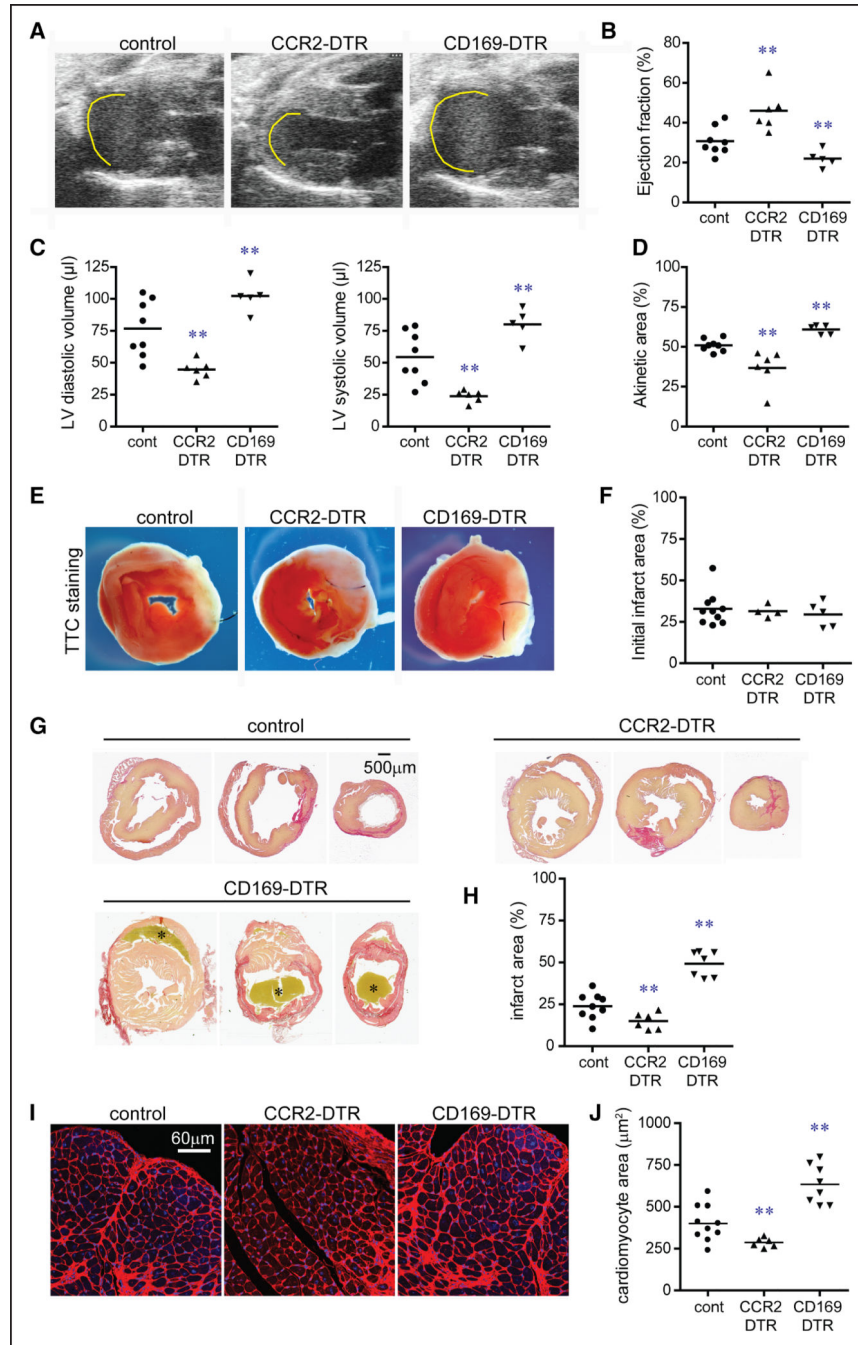 A
control
CCR2-DTR
CD169-DTR
B
Ejection fraction (%)
80
60
40
20
0
**
**
cont
CCR2
DTR
CD169
DTR
C
LV diastolic volume (µl)
125
100
75
50
25
0
**
**
cont
CCR2
DTR
CD169
DTR
LV systolic volume (µl)
125
100
75
50
25
0
**
**
cont
CCR2
DTR
CD169
DTR
D
Akinetic area (%)
100
75
50
25
0
**
**
cont
CCR2
DTR
CD169
DTR
E
control
CCR2-DTR
CD169-DTR
TTC staining
F
Initial infarct area (%)
100
75
50
25
0
cont
CCR2
DTR
CD169
DTR
G
control
500µm
CCR2-DTR
CD169-DTR
*
*
*
H
infarct area (%)
100
75
50
25
0
**
**
cont
CCR2
DTR
CD169
DTR
I
control
CCR2-DTR
CD169-DTR
60µm
J
cardiomyocyte area (µm²)
1000
750
500
250
0
**
**
cont
CCR2
DTR
CD169
DTR